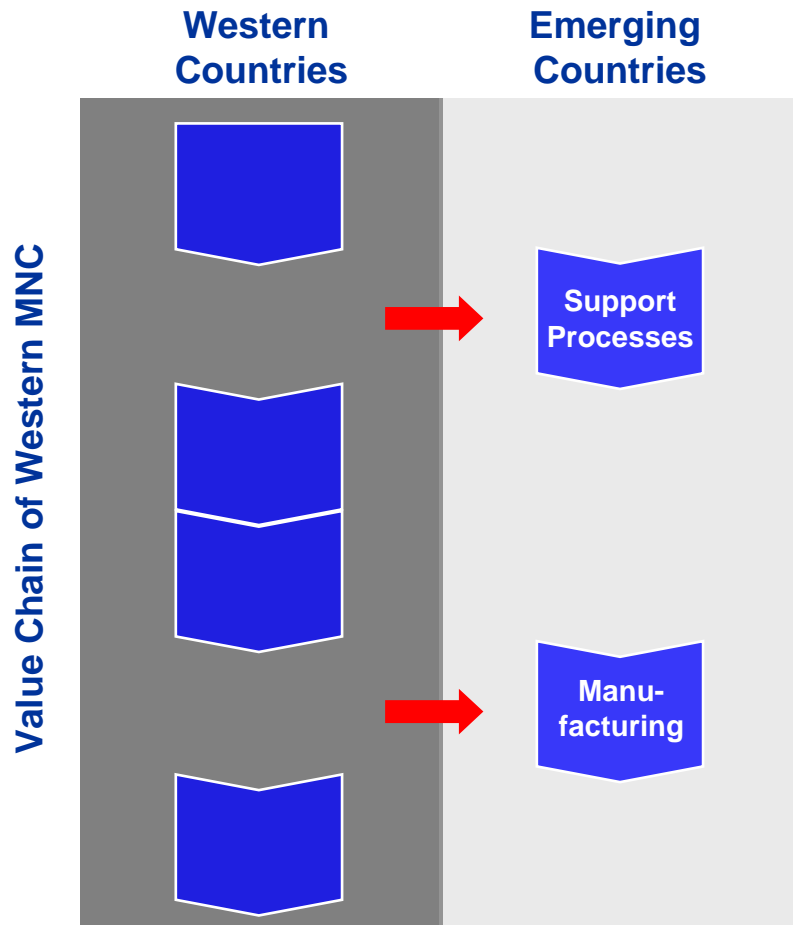 Western
Countries
Emerging
Countries
Value Chain of Western MNC
Support
Processes
Manu-
facturing